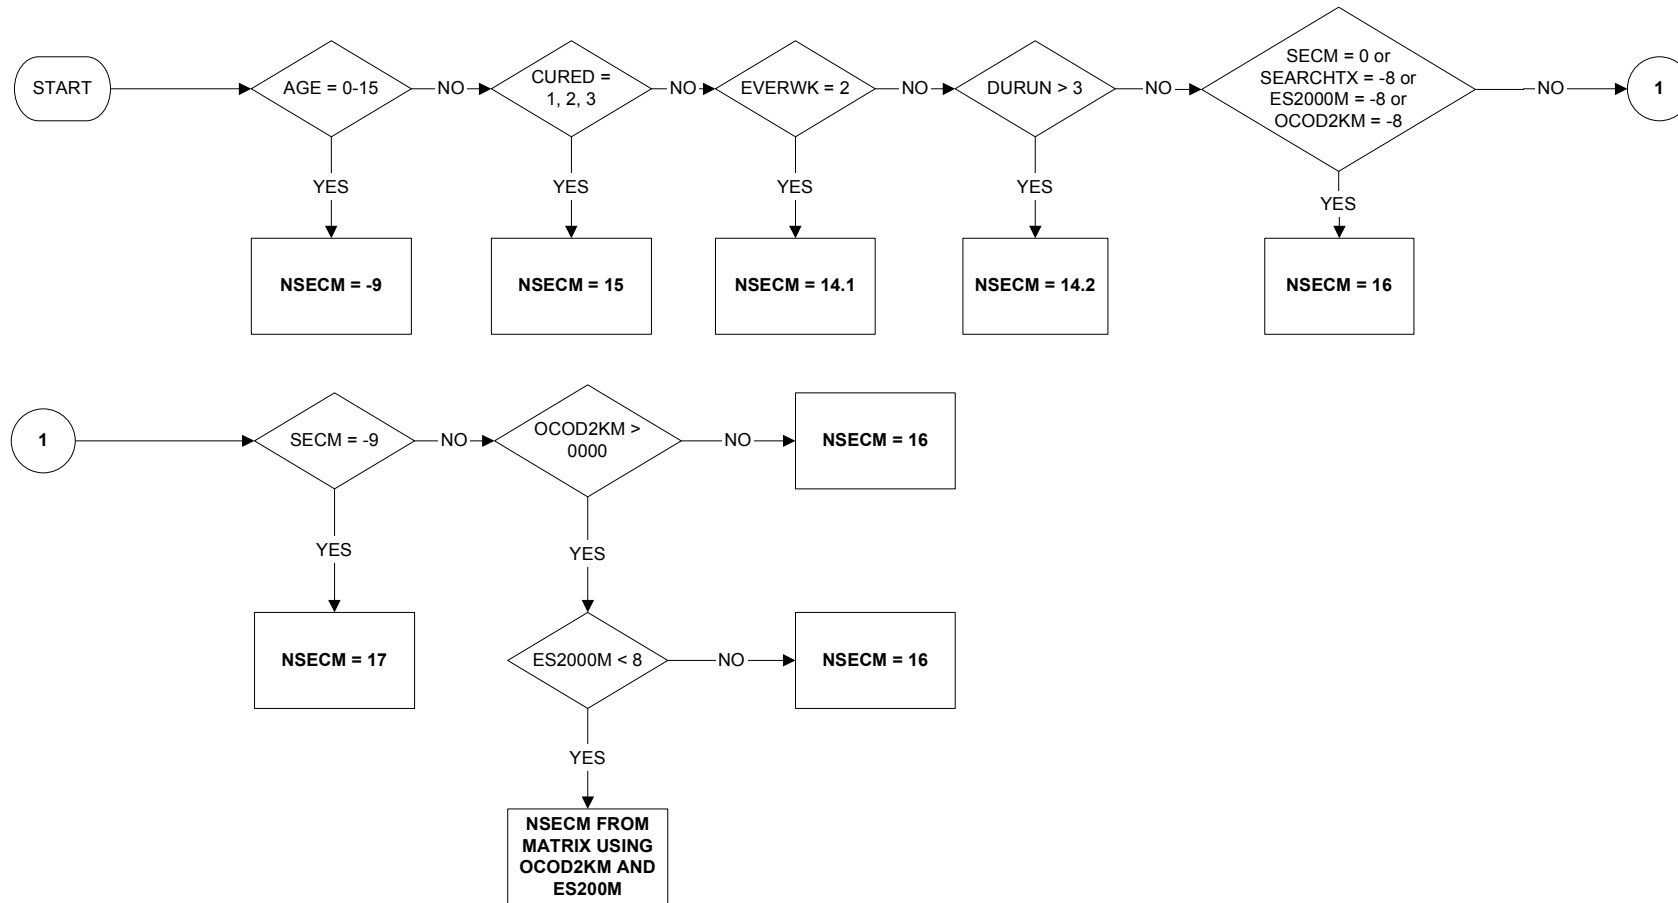 START
AGE = 0-15
NO
CURED =
1, 2, 3
NO
EVERWK = 2
NO
DURUN > 3
NO
SECM = 0 or
SEARCHTX = -8 or
ES2000M = -8 or
OCOD2KM = -8
NO
1
YES
YES
YES
YES
YES
NSECM = -9
NSECM = 15
NSECM = 14.1
NSECM = 14.2
NSECM = 16
1
SECM = -9
NO
OCOD2KM >
0000
NO
NSECM = 16
YES
YES
NSECM = 17
ES2000M < 8
NO
NSECM = 16
YES
NSECM FROM
MATRIX USING
OCOD2KM AND
ES200M